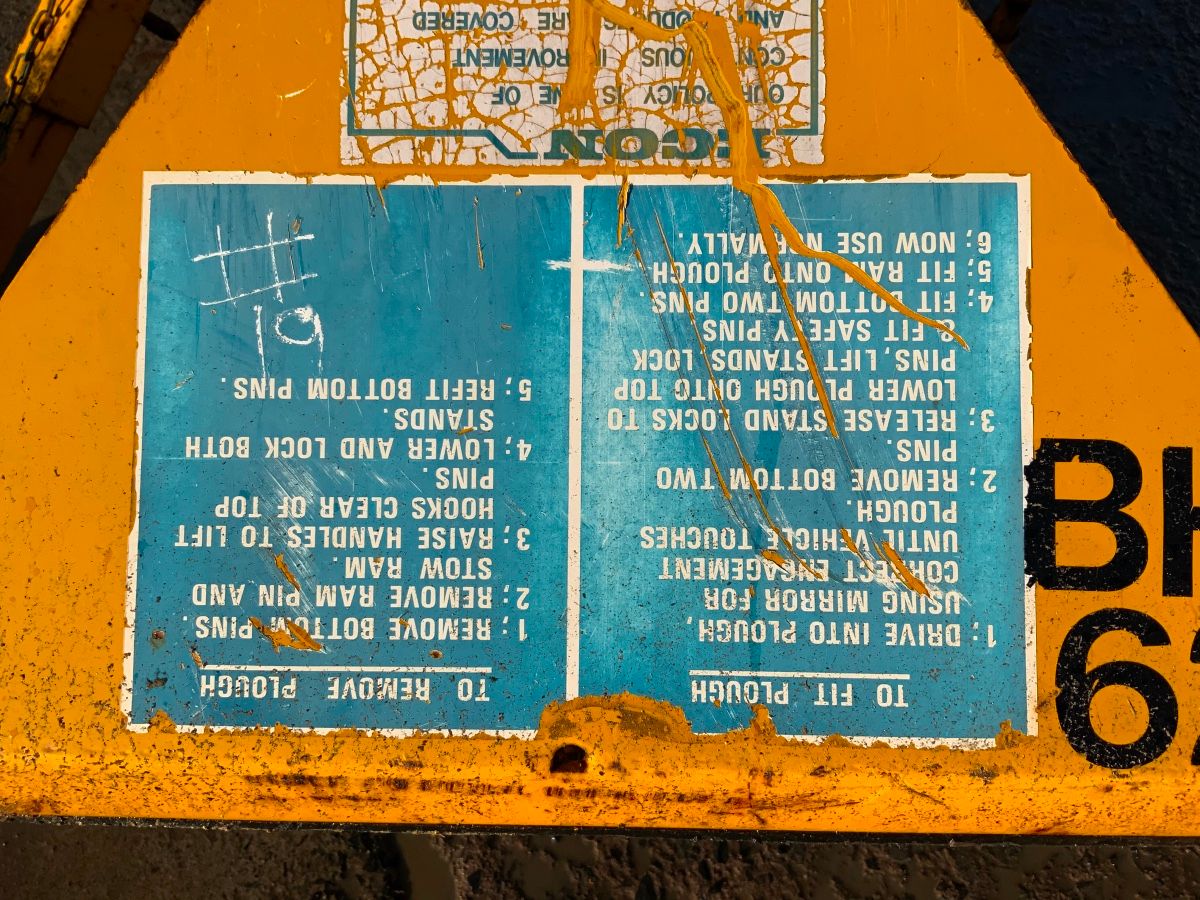 TO FIT PLOUGH
1; DRIVE INTO PLOUGH,
USING MIRROR FOR
CORRECT ENGAGEMENT
UNTIL VEHICLE TOUCHES
PLOUGH.
2; REMOVE BOTTOM TWO
PINS.
3; RELEASE STAND LOCKS TO
LOWER PLOUGH ONTO TOP
PINS, LIFT STANDS, LOCK
& FIT SAFETY PINS
4; FIT BOTTOM TWO PINS.
5; FIT RAM ONTO PLOUGH
6; NOW USE NORMALLY.
TO REMOVE PLOUGH
1; REMOVE BOTTOM PINS.
2; REMOVE RAM PIN AND
STOW RAM.
3; RAISE HANDLES TO LIFT
HOOKS CLEAR OF TOP
PINS.
4; LOWER AND LOCK BOTH
STANDS.
5; REFIT BOTTOM PINS.
ECON
OUR POLICY IS ONE OF
CONTINUOUS IMPROVEMENT
AND PRODUCTS ARE COVERED
#
19
B
6